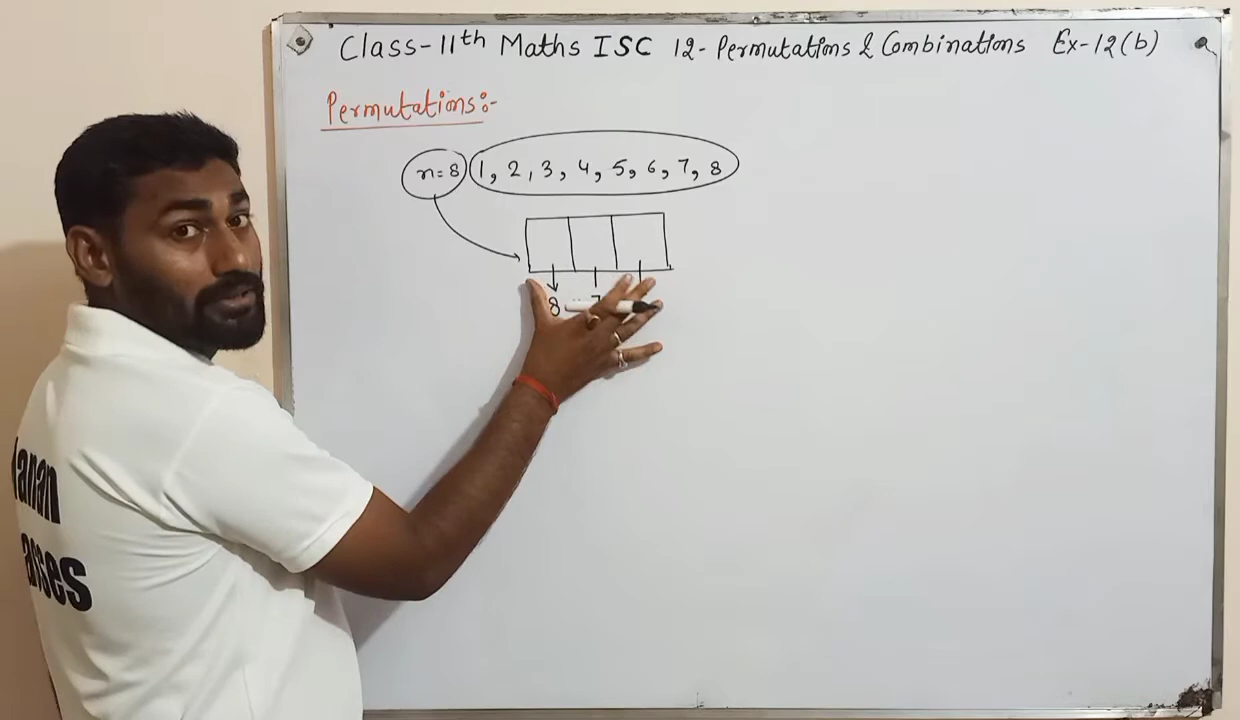 Class-11th Maths ISC 12- Permutations & Combinations Ex-12(b)
Permutations:-
n=8 1, 2, 3, 4, 5, 6, 7, 8
8 7